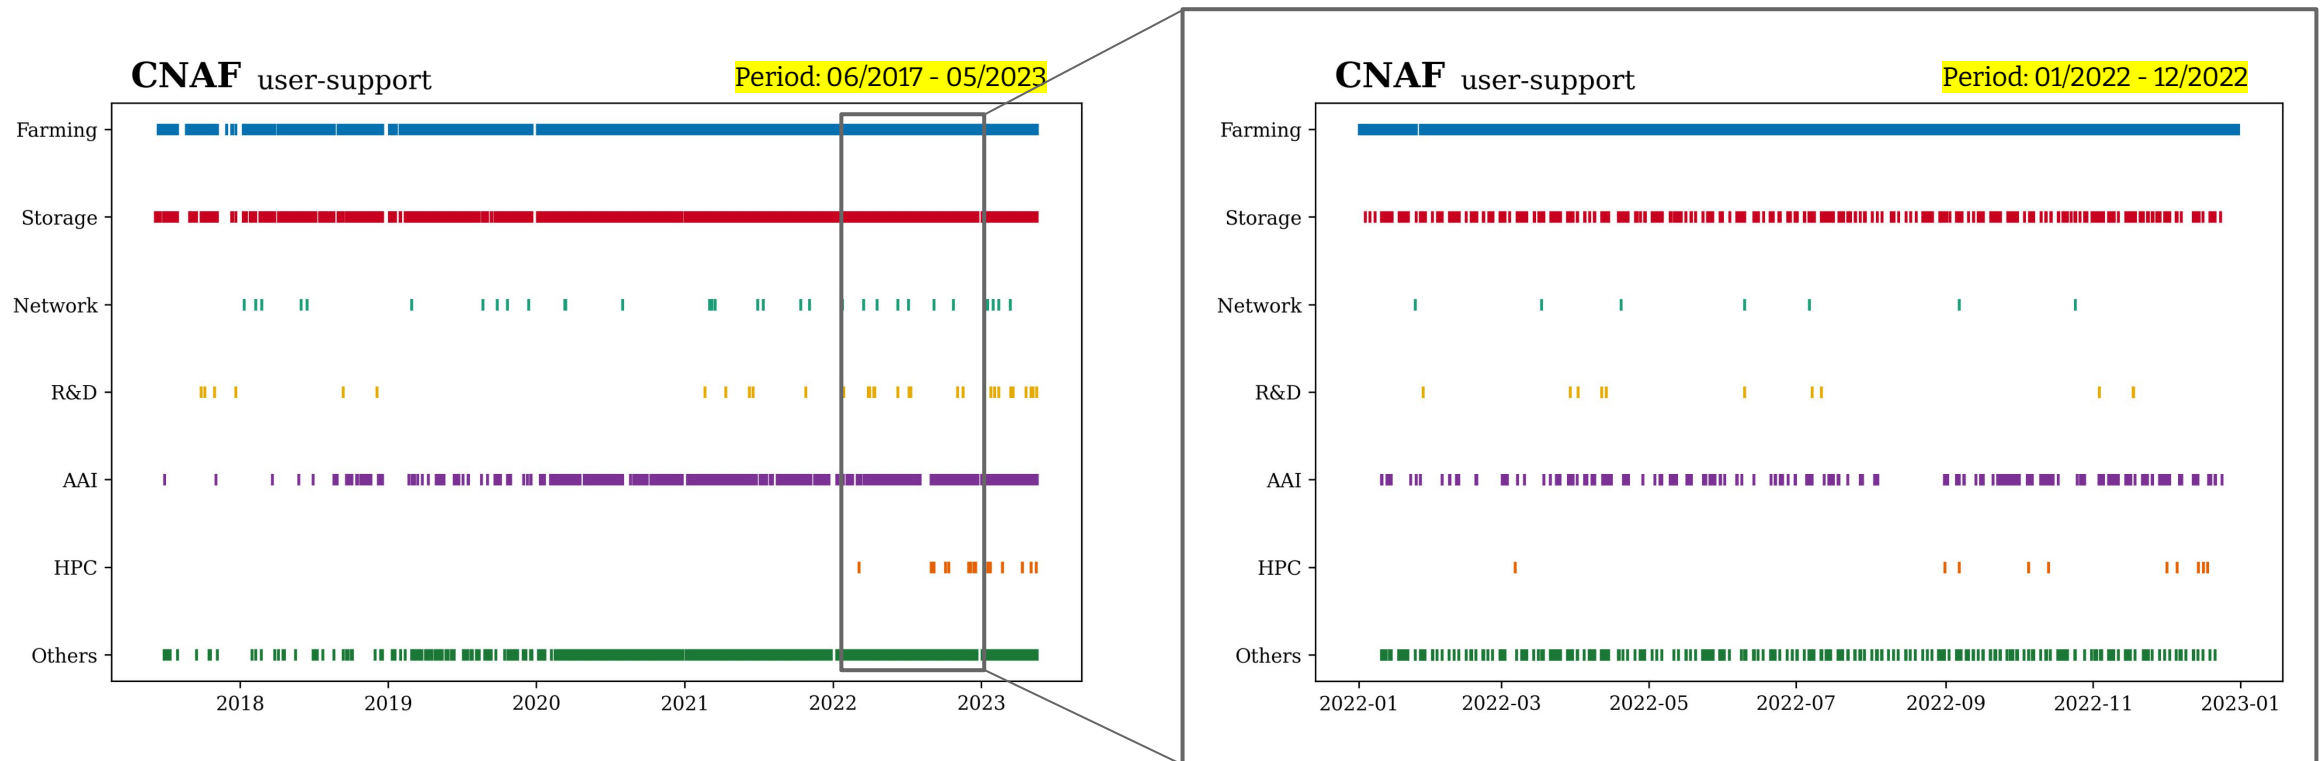 CNAF user-support Period: 06/2017 - 05/2023
Farming
Storage
Network
R&D
AAI
HPC
Others
2018 2019 2020 2021 2022 2023
CNAF user-support Period: 01/2022 - 12/2022
Farming
Storage
Network
R&D
AAI
HPC
Others
2022-01 2022-03 2022-05 2022-07 2022-09 2022-11 2023-01